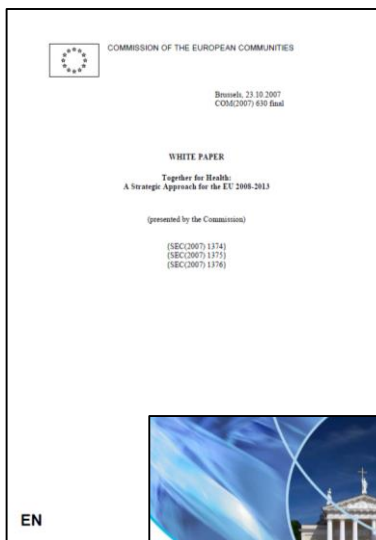 COMMISSION OF THE EUROPEAN COMMUNITIES
Brussels, 23.10.2007
COM(2007) 630 final
WHITE PAPER
Together for Health:
A Strategic Approach for the EU 2008-2013
(presented by the Commission)
{SEC(2007) 1374}
{SEC(2007) 1375}
{SEC(2007) 1376}
EN